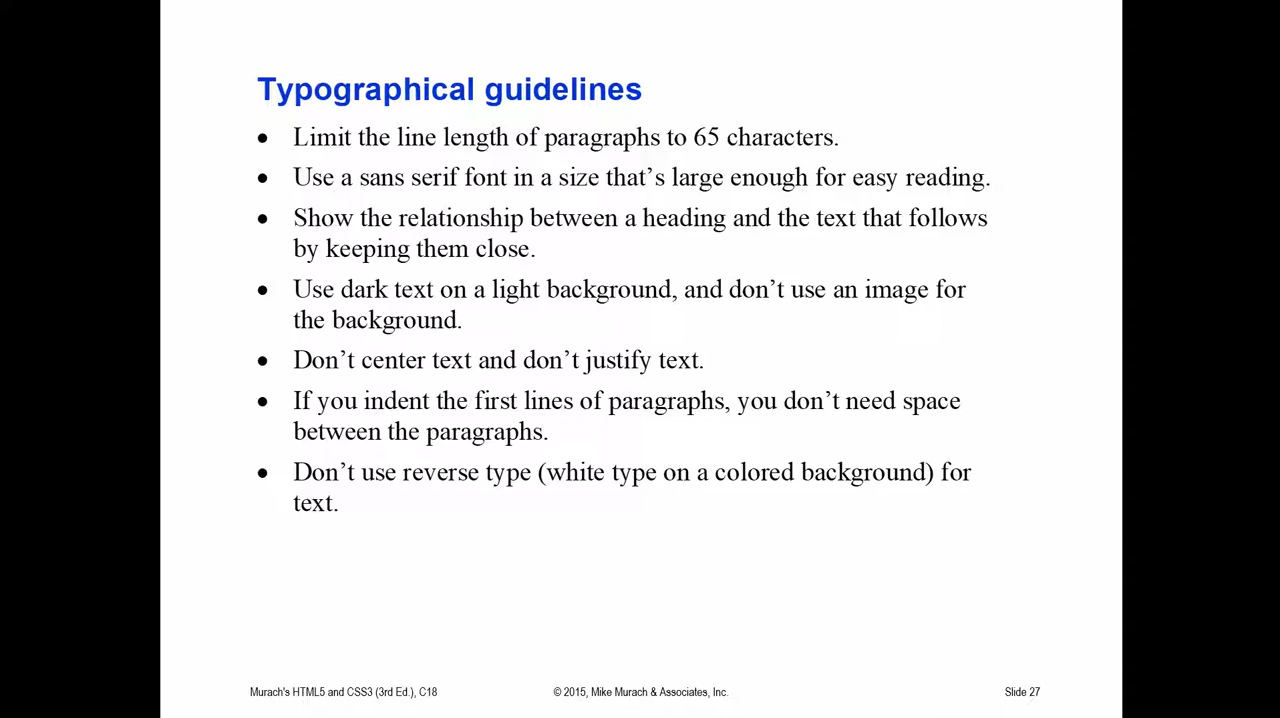 Typographical guidelines
• Limit the line length of paragraphs to 65 characters.
• Use a sans serif font in a size that’s large enough for easy reading.
• Show the relationship between a heading and the text that follows
by keeping them close.
• Use dark text on a light background, and don’t use an image for
the background.
• Don’t center text and don’t justify text.
• If you indent the first lines of paragraphs, you don’t need space
between the paragraphs.
• Don’t use reverse type (white type on a colored background) for
text.
Murach's HTML5 and CSS3 (3rd Ed.), C18
© 2015, Mike Murach & Associates, Inc.
Slide 27